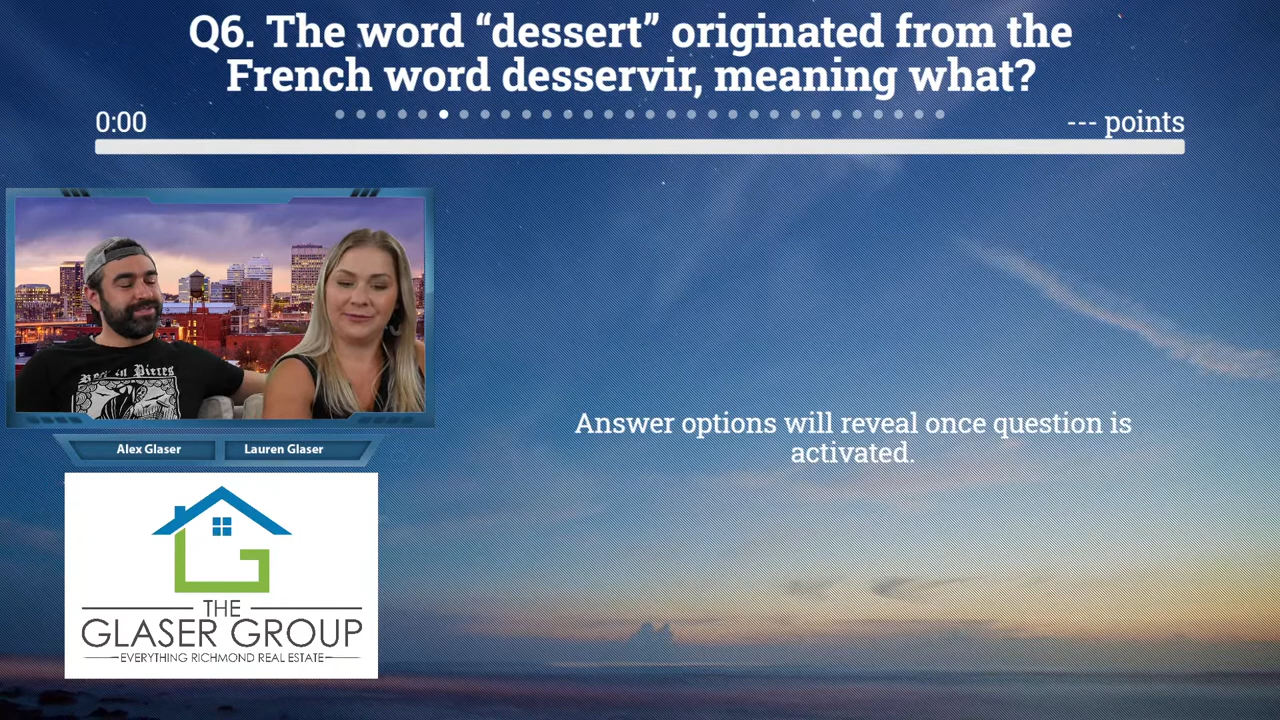 Q6. The word “dessert” originated from the
French word desservir, meaning what?
0:00
--- points
Answer options will reveal once question is
activated.
Alex Glaser
Lauren Glaser
THE
GLASER GROUP
EVERYTHING RICHMOND REAL ESTATE